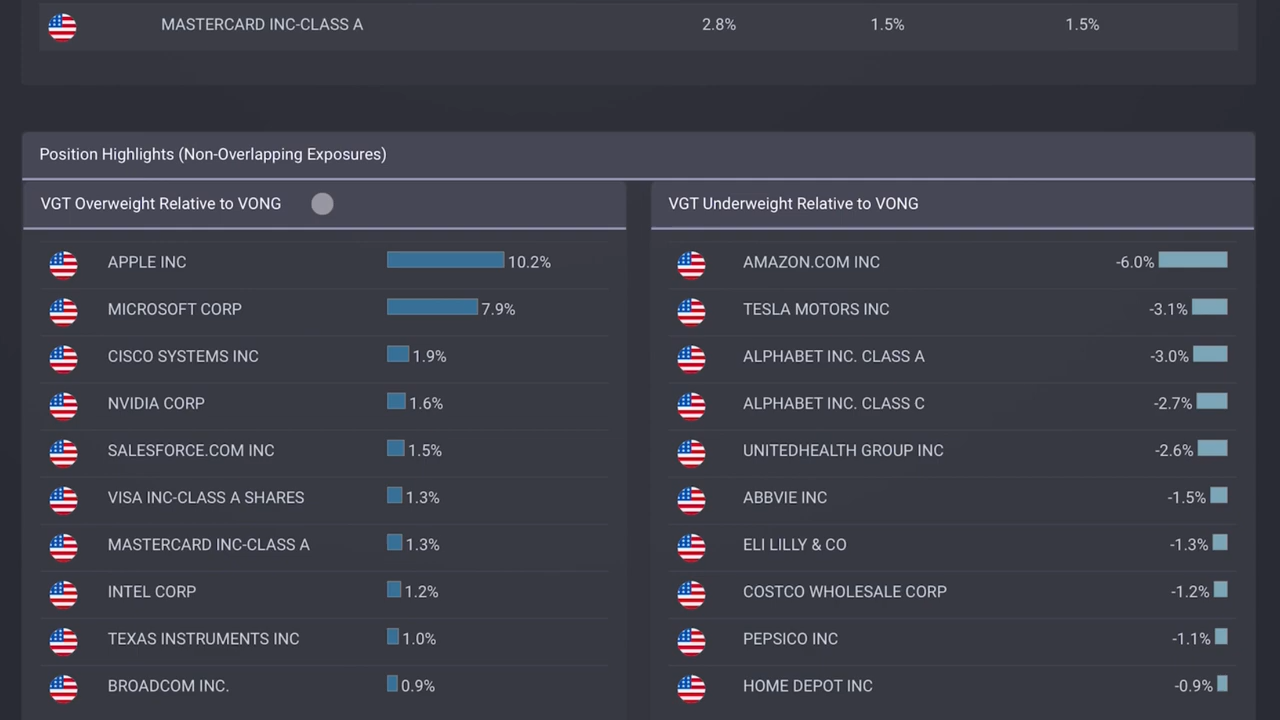 MASTERCARD INC-CLASS A 2.8% 1.5% 1.5%
Position Highlights (Non-Overlapping Exposures)
VGT Overweight Relative to VONG
APPLE INC 10.2%
MICROSOFT CORP 7.9%
CISCO SYSTEMS INC 1.9%
NVIDIA CORP 1.6%
SALESFORCE.COM INC 1.5%
VISA INC-CLASS A SHARES 1.3%
MASTERCARD INC-CLASS A 1.3%
INTEL CORP 1.2%
TEXAS INSTRUMENTS INC 1.0%
BROADCOM INC. 0.9%
VGT Underweight Relative to VONG
AMAZON.COM INC -6.0%
TESLA MOTORS INC -3.1%
ALPHABET INC. CLASS A -3.0%
ALPHABET INC. CLASS C -2.7%
UNITEDHEALTH GROUP INC -2.6%
ABBVIE INC -1.5%
ELI LILLY & CO -1.3%
COSTCO WHOLESALE CORP -1.2%
PEPSICO INC -1.1%
HOME DEPOT INC -0.9%